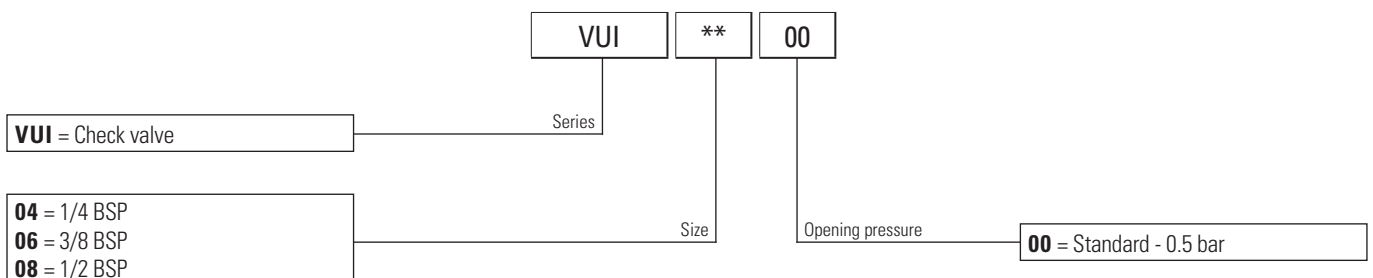 VUI ** 00
Series
VUI = Check valve
04 = 1/4 BSP
06 = 3/8 BSP
08 = 1/2 BSP
Size
Opening pressure
00 = Standard - 0.5 bar